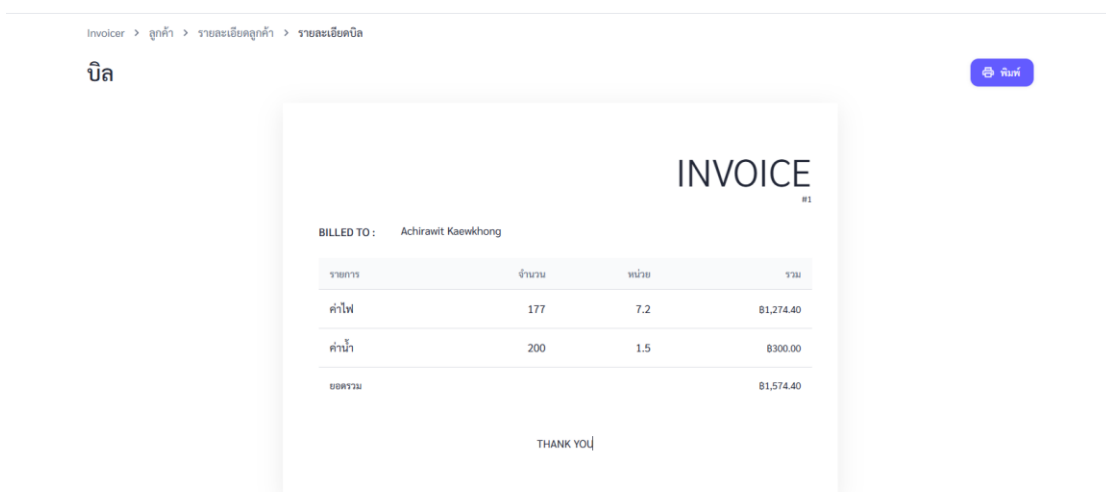 Invoicer > ลูกค้า > รายละเอียดลูกค้า > รายละเอียดบิล
บิล
พิมพ์
INVOICE
#1
BILLED TO : Achirawit Kaewkhong
รายการ จำนวน หน่วย รวม
ค่าไฟ 177 7.2 ฿1,274.40
ค่าน้ำ 200 1.5 ฿300.00
ยอดรวม ฿1,574.40
THANK YOU